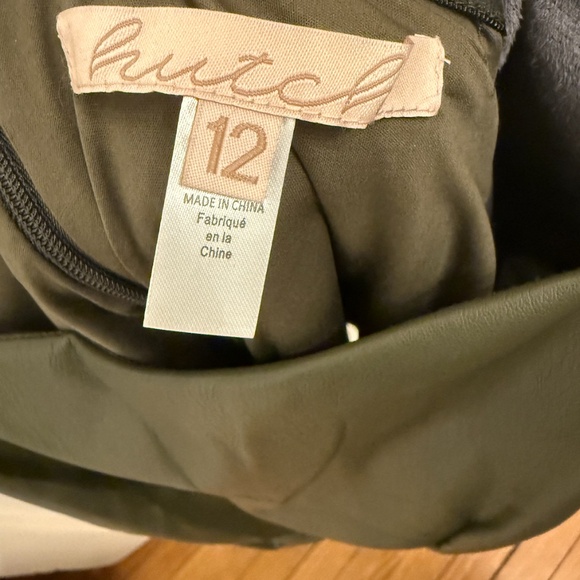 hutch
12
MADE IN CHINA
Fabriqué
en la
Chine